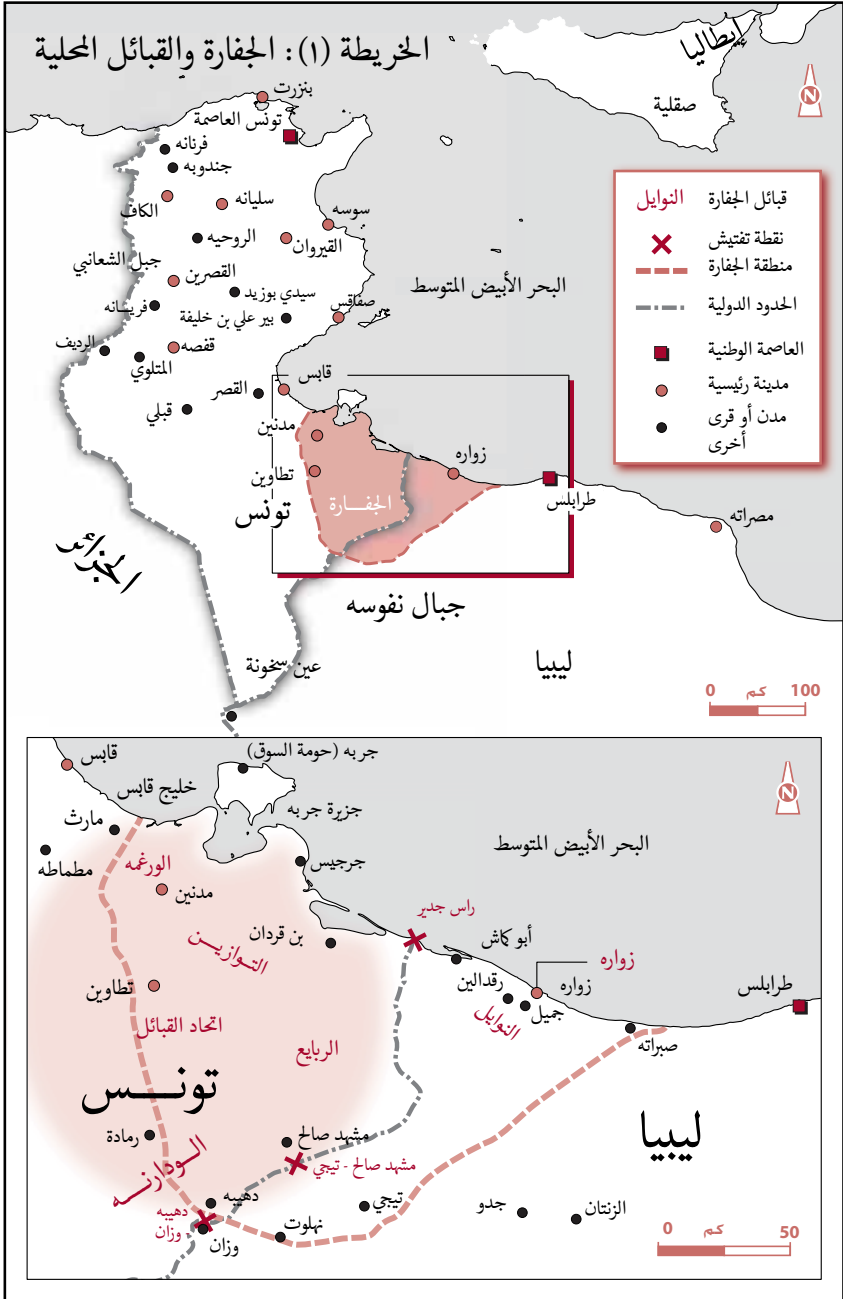 الخريطة (١): الجفارة والقبائل المحلية
إيطاليا
صقلية
N
بنزرت
تونس العاصمة
فرنانه
جندوبه
الكاف
سليانه
سوسه
الروحيه
القيروان
جبل الشعانبي
القصرين
سيدي بوزيد
صفاقس
فريانه
بير علي بن خليفة
الرديف
المتلوي
قفصه
القصر
قابس
قبلي
مدنين
تطاوين
الجفــارة
زواره
طرابلس
مصراته
تونس
الجزائر
جبال نفوسه
ليبيا
عين سخونة
البحر الأبيض المتوسط
النوايل قبائل الجفارة
نقطة تفتيش
منطقة الجفارة
الحدود الدولية
العاصمة الوطنية
مدينة رئيسية
مدن أو قرى
أخرى
0 كم 100
قابس
جربه (حومة السوق)
خليج قابس
جزيرة جربه
مارث
مطماطه
الورغمه
مدنين
جرجيس
البحر الأبيض المتوسط
N
راس جدير
بن قردان
التــوازيــن
أبو كماش
زواره
رقدالين
زواره
طرابلس
جميل
النوايل
تطاوين
اتحاد القبائل
الربايع
صبراته
تونــــس
ليبيا
رمادة
مشهد صالح
الــودارنــه
مشهد صالح - تيجي
دهيبه
دهيبه
وزان
وزان
نهلوت
تيجي
جدو
الزنتان
0 كم 50